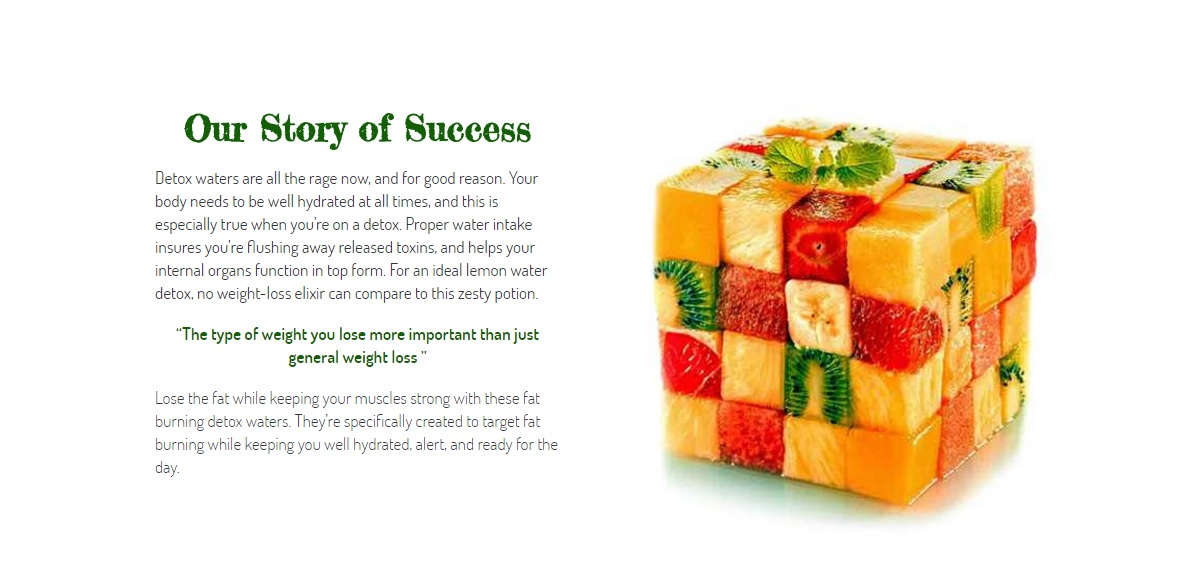 Our Story of Success
Detox waters are all the rage now, and for good reason. Your
body needs to be well hydrated at all times, and this is
especially true when you're on a detox. Proper water intake
insures you're flushing away released toxins, and helps your
internal organs function in top form. For an ideal lemon water
detox, no weight-loss elixir can compare to this zesty potion.
“The type of weight you lose more important than just
general weight loss ”
Lose the fat while keeping your muscles strong with these fat
burning detox waters. They're specifically created to target fat
burning while keeping you well hydrated, alert, and ready for the
day.